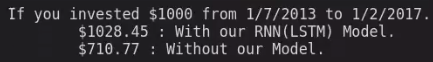 If you invested $1000 from 1/7/2013 to 1/2/2017.
$1028.45 : With our RNN(LSTM) Model.
$710.77 : Without our Model.